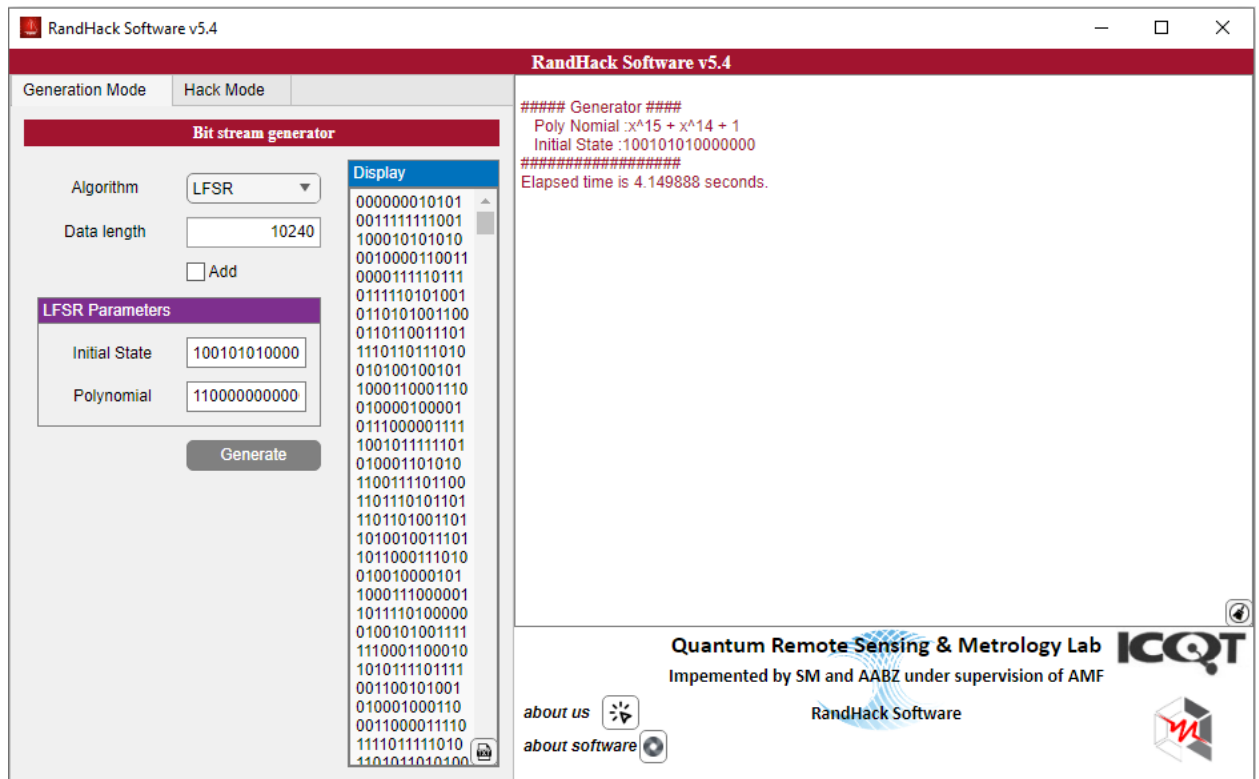 RandHack Software v5.4
RandHack Software v5.4
Generation Mode
Hack Mode
Bit stream generator
Algorithm
LFSR
Data length
10240
Add
LFSR Parameters
Initial State
100101010000
Polynomial
110000000000
Generate
Display
000000010101
0011111111001
100010101010
0010000110011
0000111110111
0111110101001
0110101001100
0110110011101
1110110111010
010100100101
1000110001110
010000100001
0111000001111
1001011111101
010001101010
1100111101100
1101110101101
1101101001101
1010010011101
1011000111010
010010000101
1000111000001
1011110100000
0100101001111
1110001100010
1010111101111
001100101001
010001000110
0011000011110
1111011111010
1101011010100
##### Generator ####
Poly Nomial :x^15 + x^14 + 1
Initial State :100101010000000
##################
Elapsed time is 4.149888 seconds.
Quantum Remote Sensing & Metrology Lab
ICQT
Impemented by SM and AABZ under supervision of AMF
RandHack Software
about us
about software
TXT